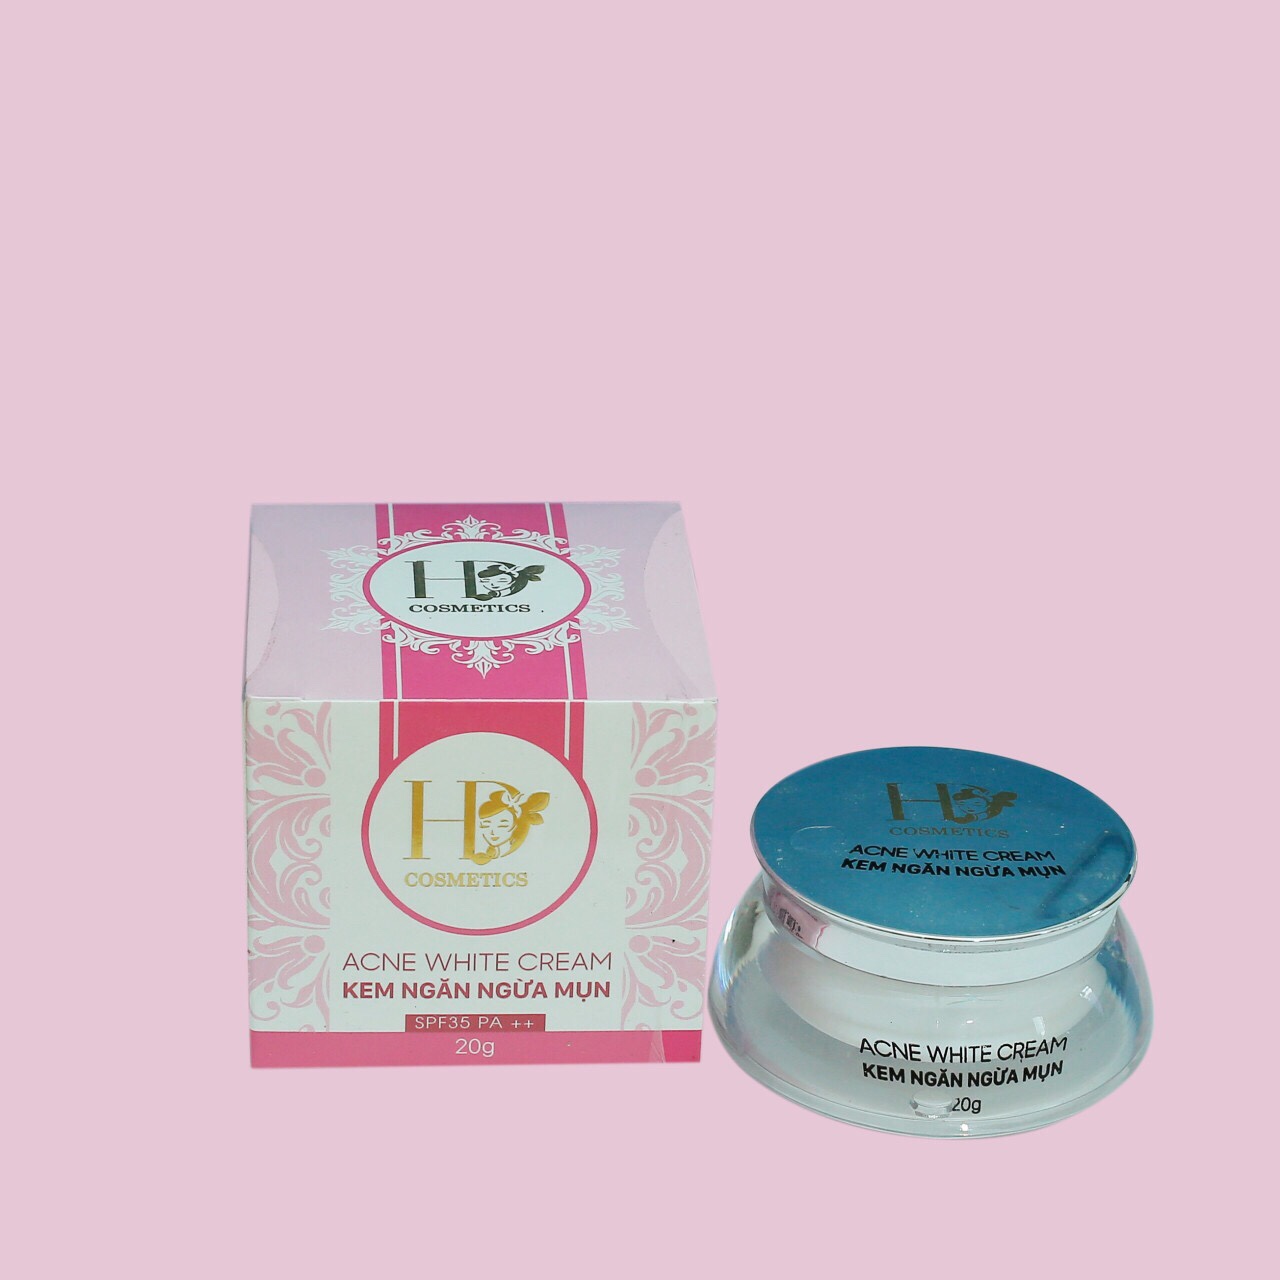 HD
COSMETICS
HD
COSMETICS
ACNE WHITE CREAM
KEM NGĂN NGỪA MỤN
SPF35 PA ++
20g
HD
COSMETICS
ACNE WHITE CREAM
KEM NGĂN NGỪA MỤN
ACNE WHITE CREAM
KEM NGĂN NGỪA MỤN
20g